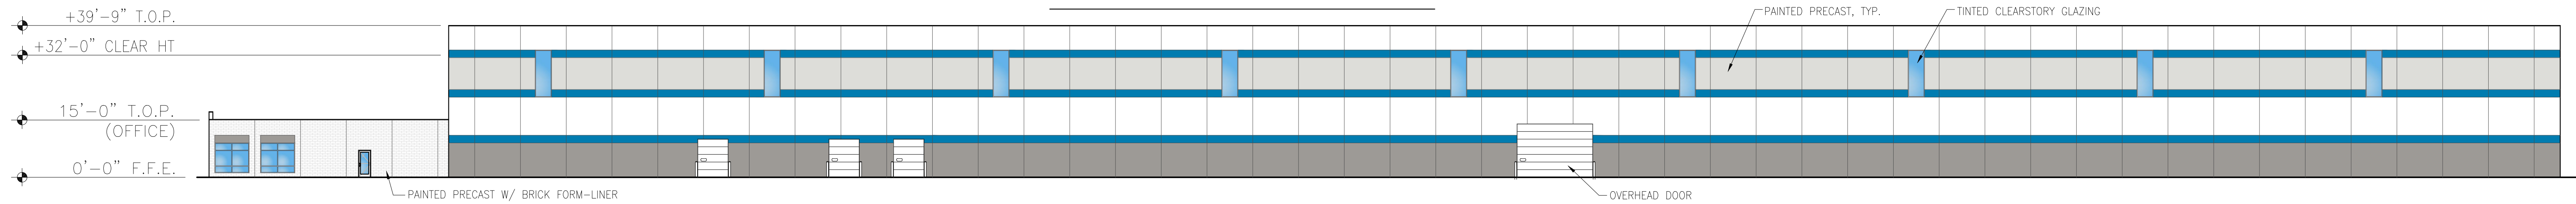 +39'-9" T.O.P.
+32'-0" CLEAR HT
15'-0" T.O.P.
(OFFICE)
0'-0" F.F.E.
PAINTED PRECAST W/ BRICK FORM-LINER
PAINTED PRECAST, TYP.
TINTED CLEARSTORY GLAZING
OVERHEAD DOOR